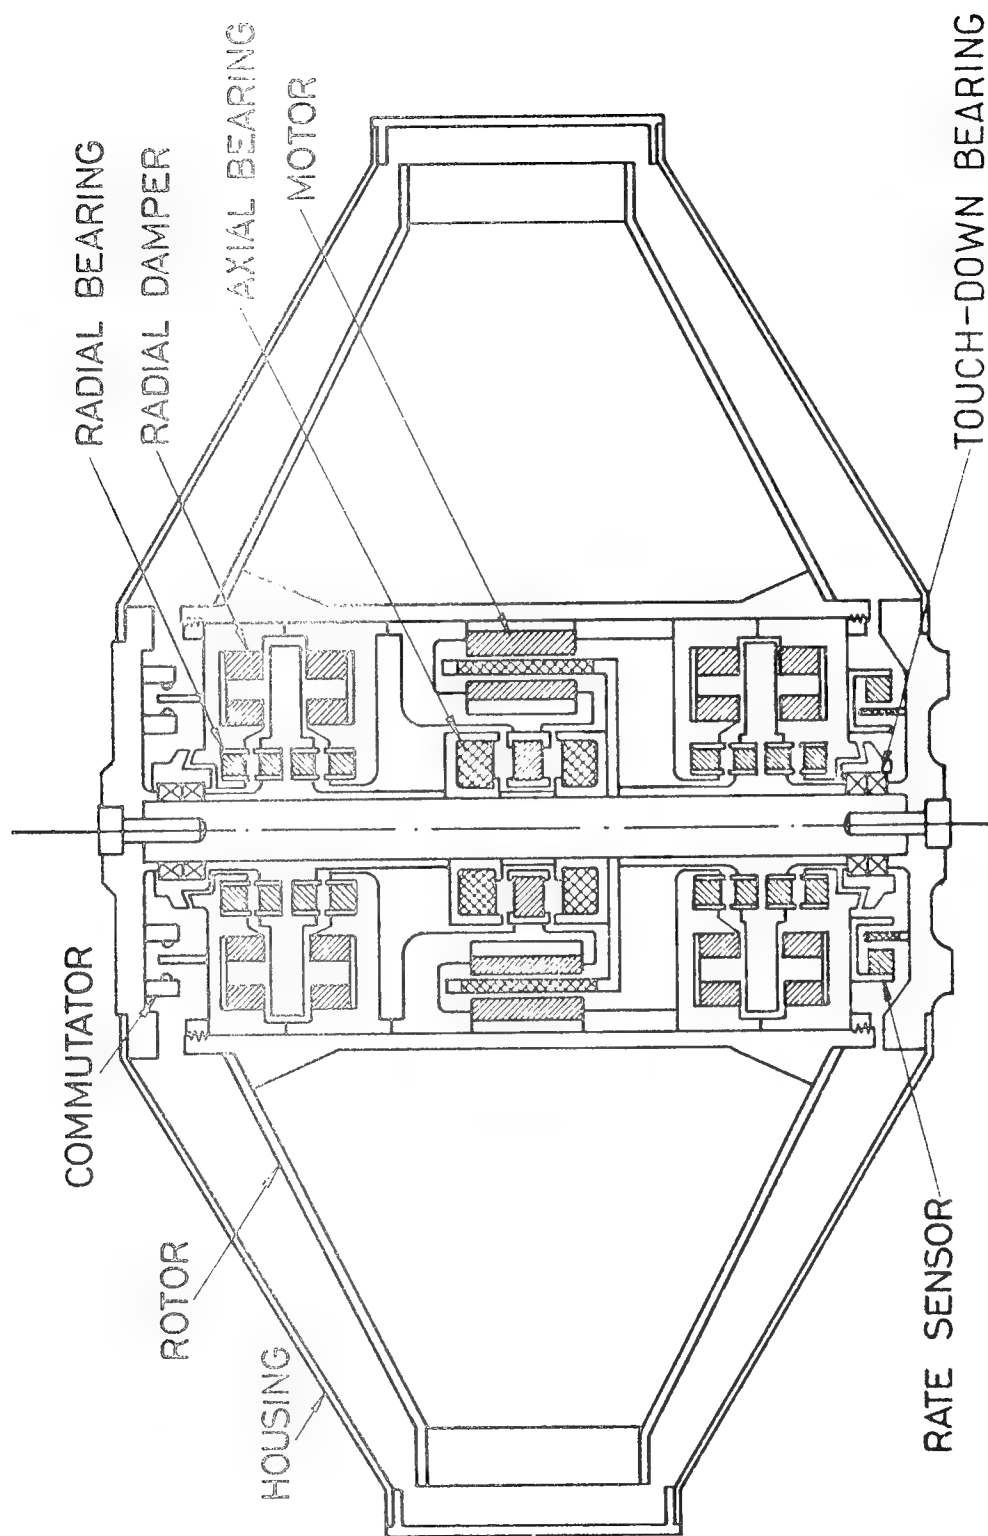 RADIAL BEARING
RADIAL DAMPER
AXIAL BEARING
MOTOR
TOUCH-DOWN BEARING
COMMUTATOR
ROTOR
HOUSING
RATE SENSOR